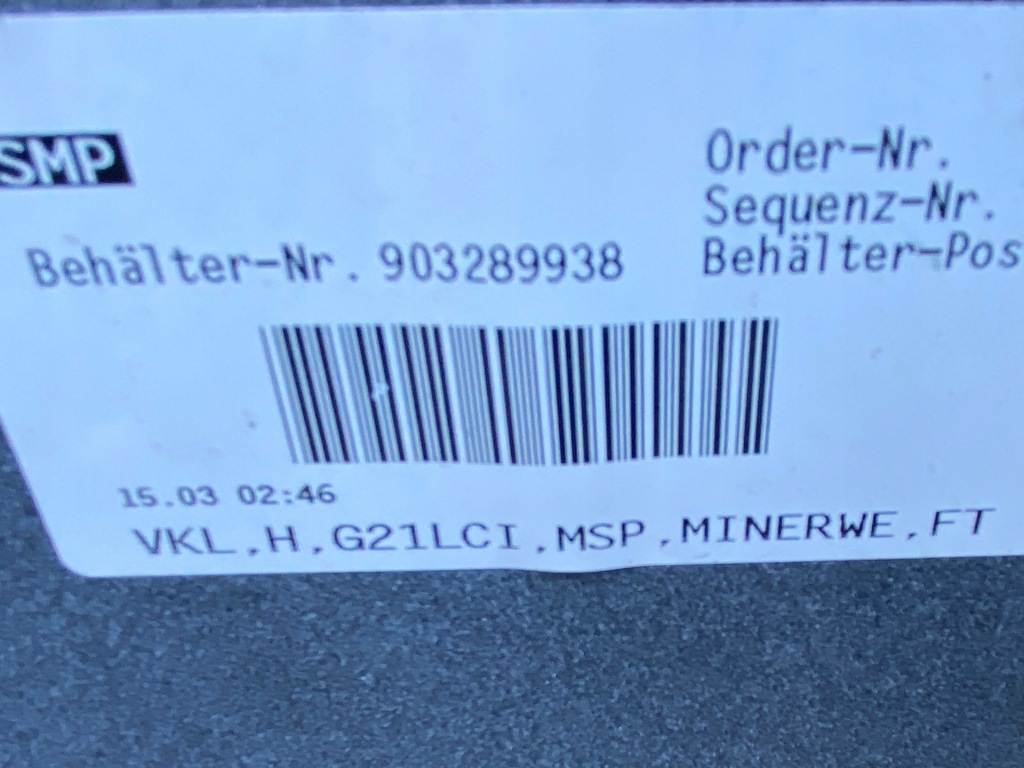 SMP
Order-Nr.
Sequenz-Nr.
Behälter-Nr. 903289938 Behälter-Pos
15.03 02:46
VKL,H,G21LCI,MSP,MINERWE,FT